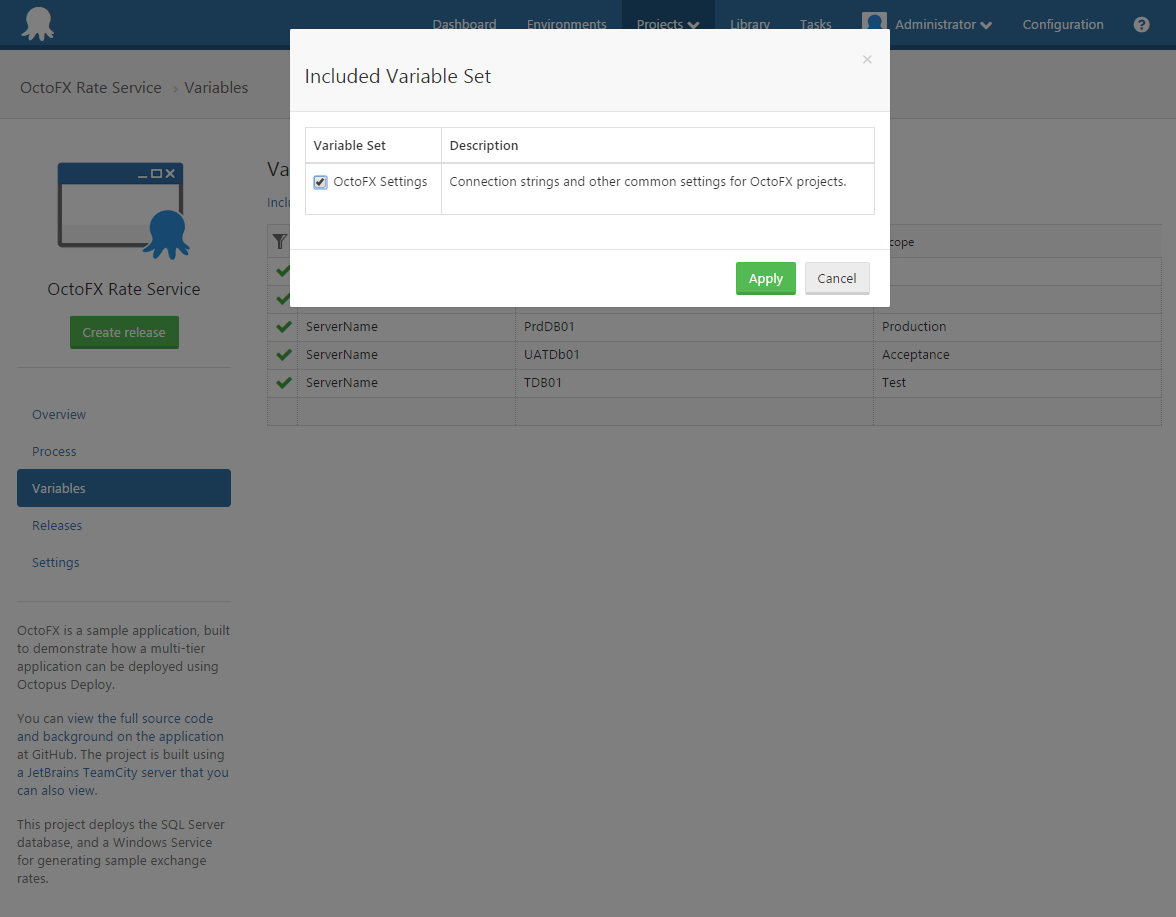 Dashboard Environments Projects Library Tasks Administrator Configuration ?
OctoFX Rate Service › Variables
×
Included Variable Set
Variable Set Description
OctoFX Settings Connection strings and other common settings for OctoFX projects.
Apply Cancel
OctoFX Rate Service
Create release
Overview
Process
Variables
Releases
Settings
OctoFX is a sample application, built
to demonstrate how a multi-tier
application can be deployed using
Octopus Deploy.
You can view the full source code
and background on the application
at GitHub. The project is built using
a JetBrains TeamCity server that you
can also view.
This project deploys the SQL Server
database, and a Windows Service
for generating sample exchange
rates.
ServerName PrdDB01 Production
ServerName UATDb01 Acceptance
ServerName TDB01 Test